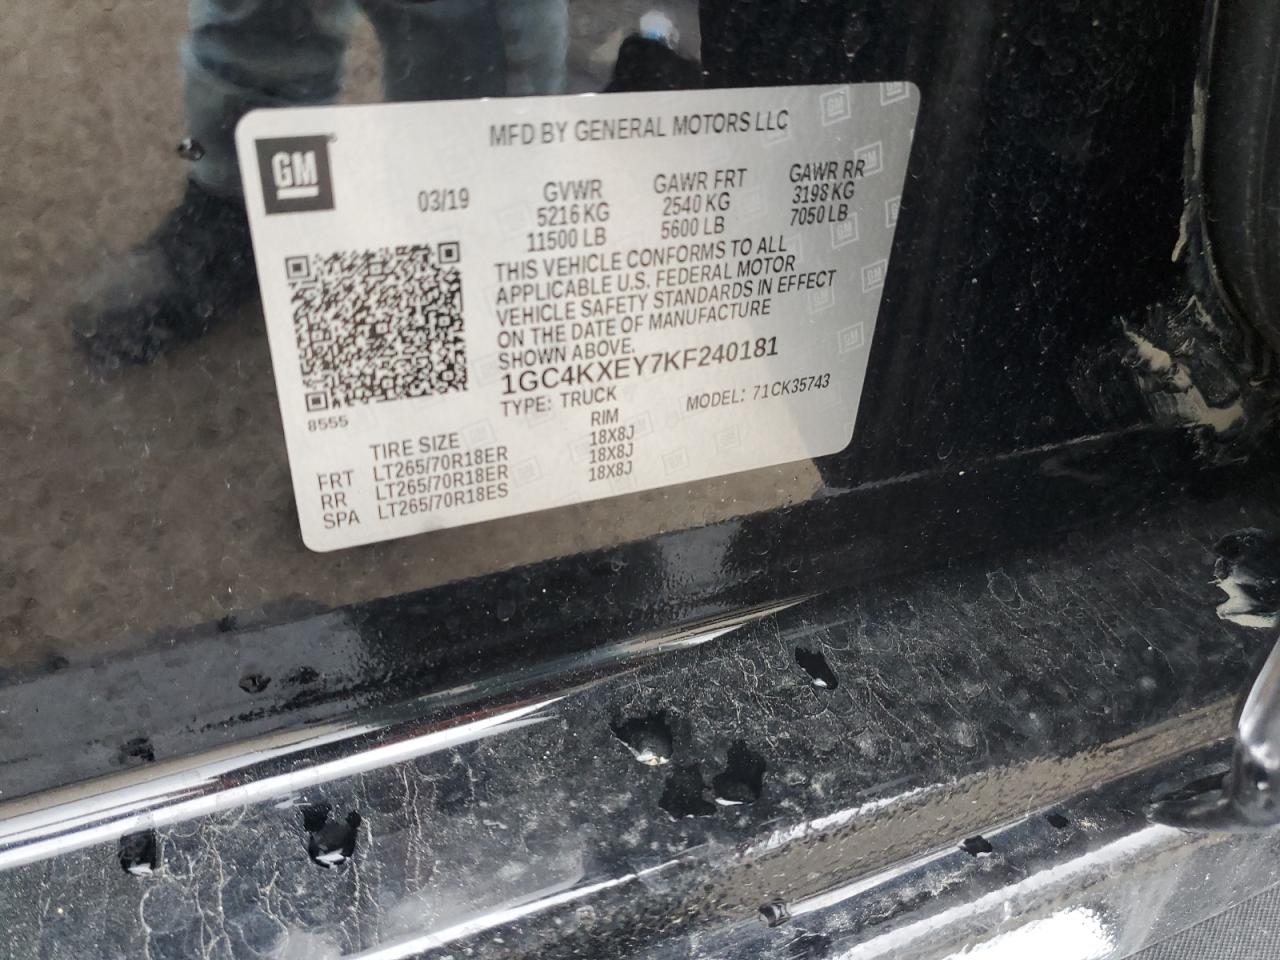 MFD BY GENERAL MOTORS LLC
GM
03/19 GVWR GAWR FRT GAWR RR
5216 KG 2540 KG 3198 KG
11500 LB 5600 LB 7050 LB
THIS VEHICLE CONFORMS TO ALL
APPLICABLE U.S. FEDERAL MOTOR
VEHICLE SAFETY STANDARDS IN EFFECT
ON THE DATE OF MANUFACTURE
SHOWN ABOVE.
1GC4KXEY7KF240181
TYPE: TRUCK MODEL: 71CK35743
8555
TIRE SIZE RIM
FRT LT265/70R18ER 18X8J
RR LT265/70R18ER 18X8J
SPA LT265/70R18ES 18X8J